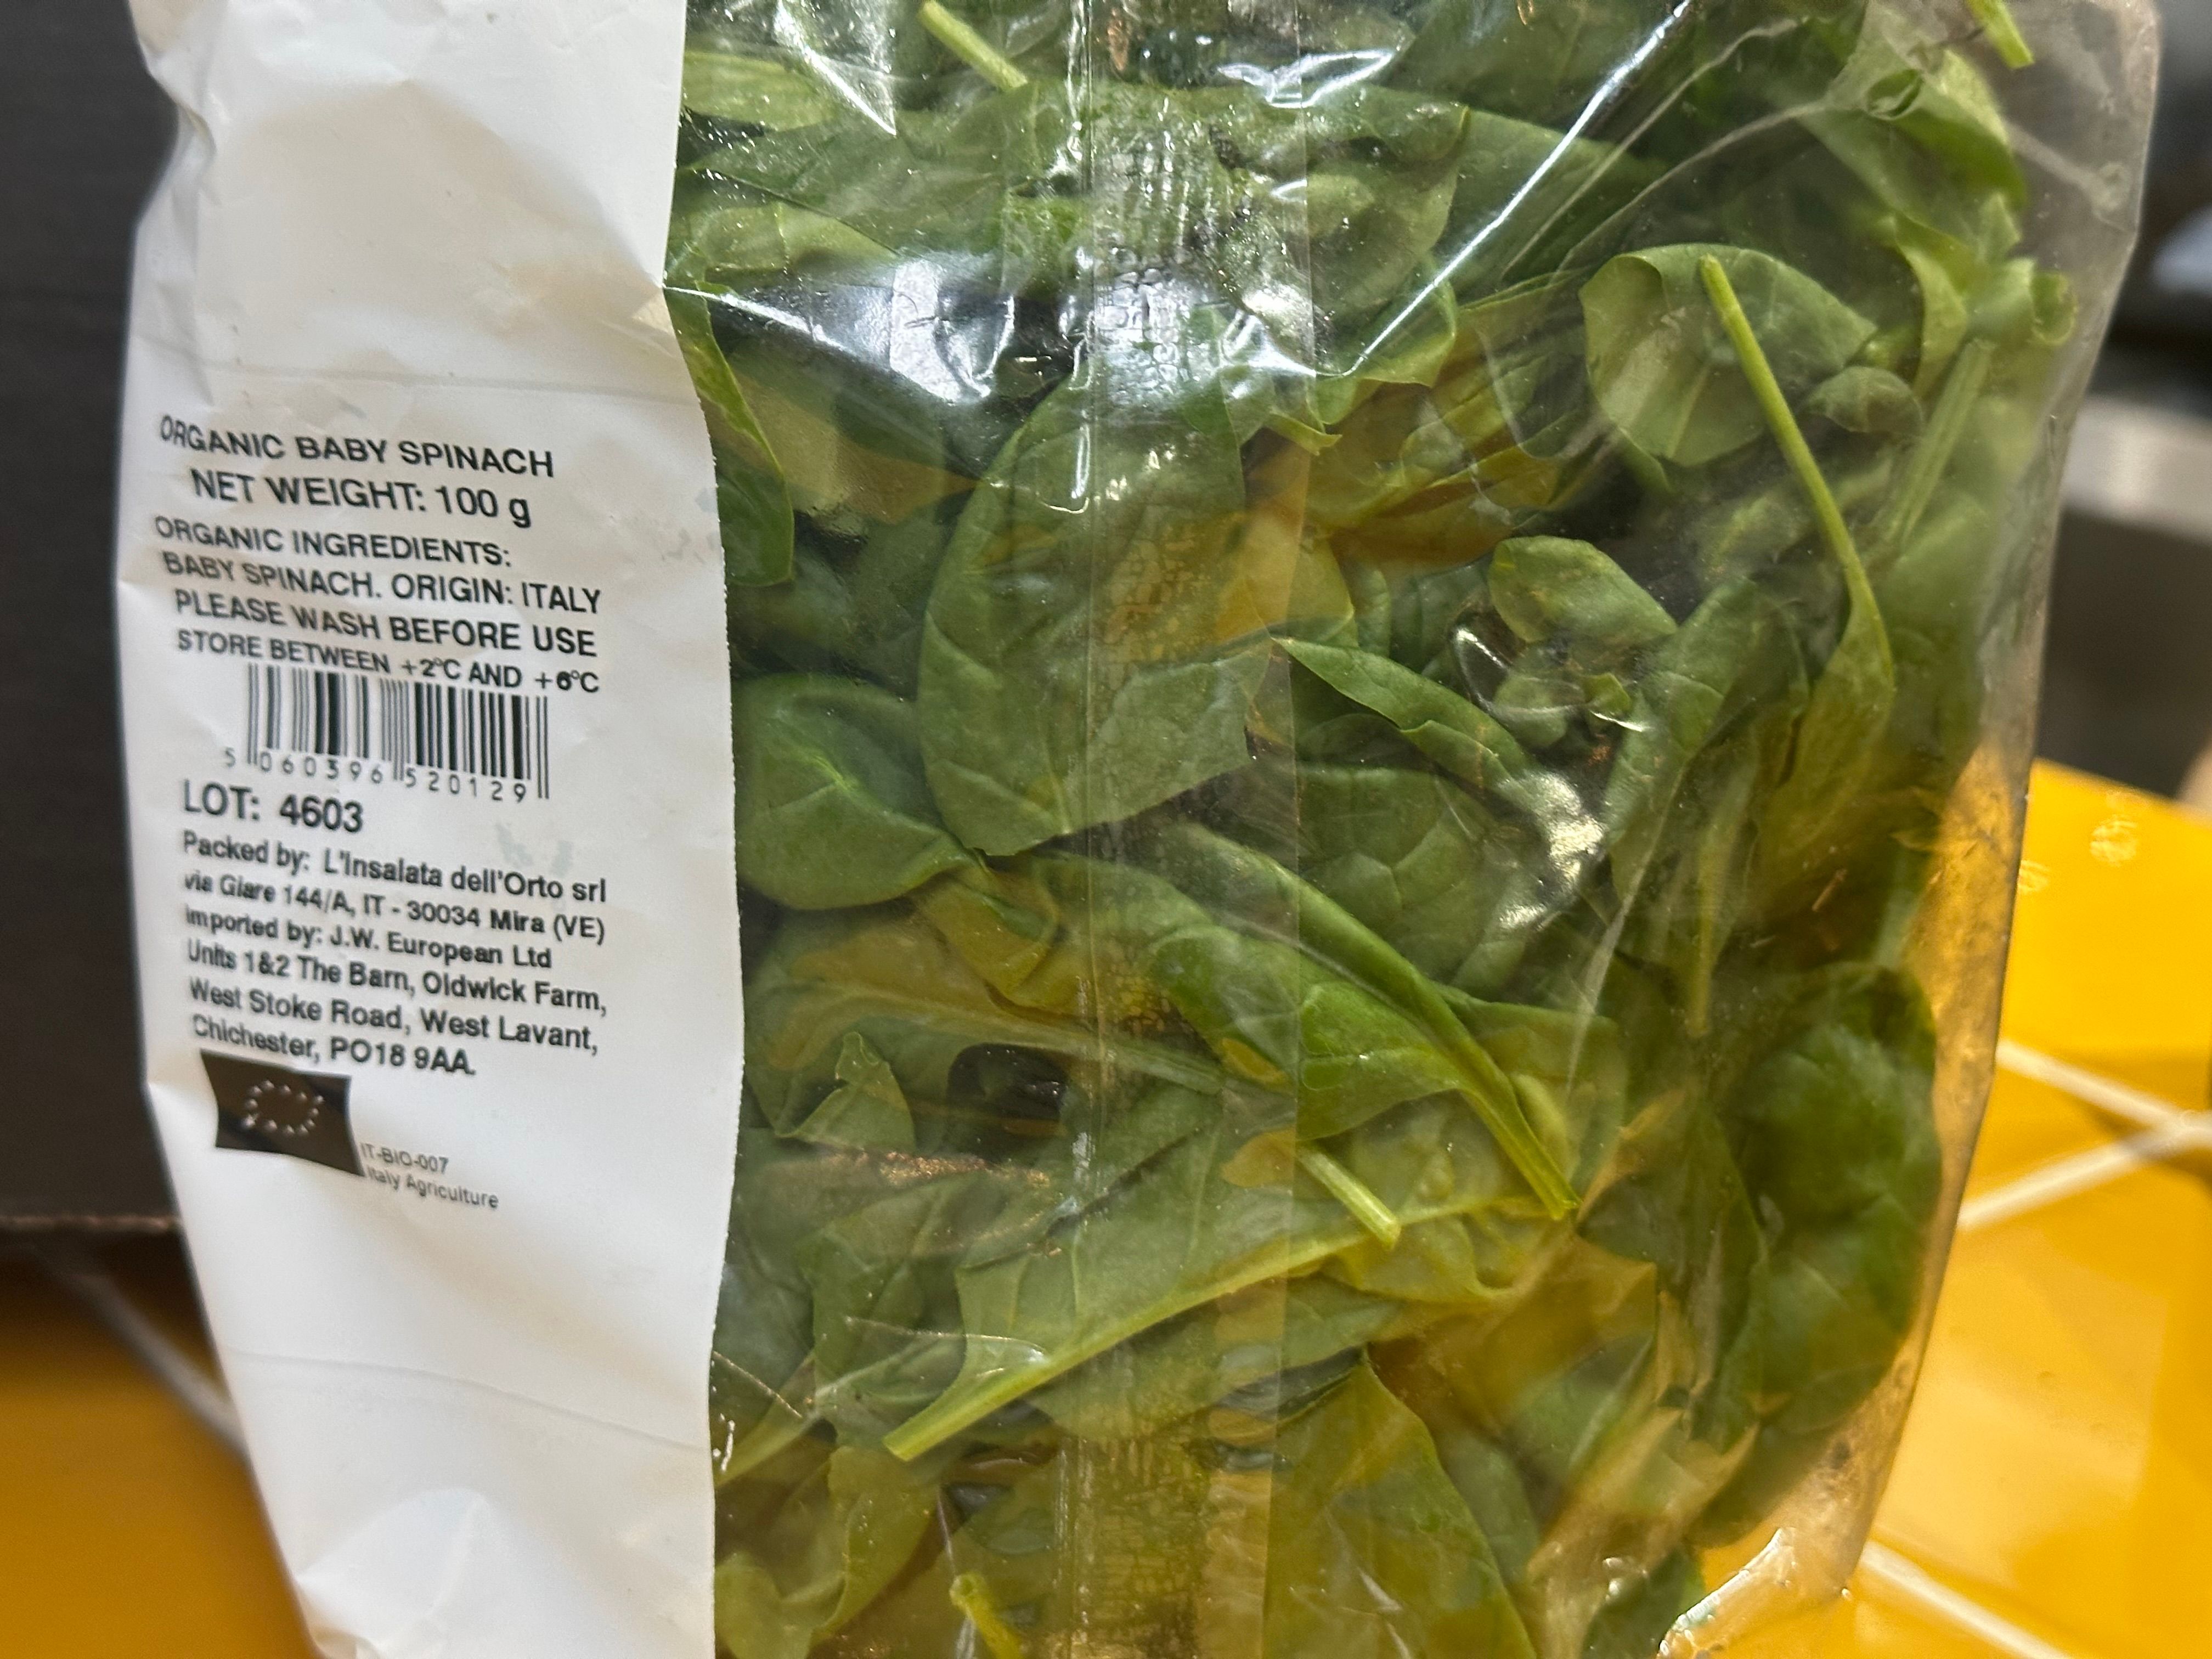 ORGANIC BABY SPINACH
NET WEIGHT: 100 g
ORGANIC INGREDIENTS:
BABY SPINACH. ORIGIN: ITALY
PLEASE WASH BEFORE USE
STORE BETWEEN +2°C AND +6°C
5 060396 520129
LOT: 4603
Packed by: L'Insalata dell'Orto srl
via Giare 144/A, IT - 30034 Mira (VE)
imported by: J.W. European Ltd
Units 1&2 The Barn, Oldwick Farm,
West Stoke Road, West Lavant,
Chichester, PO18 9AA.
IT-BIO-007
Italy Agriculture